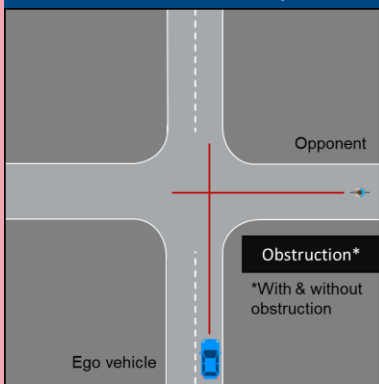 Opponent
Obstruction*
*With & without
obstruction
Ego vehicle